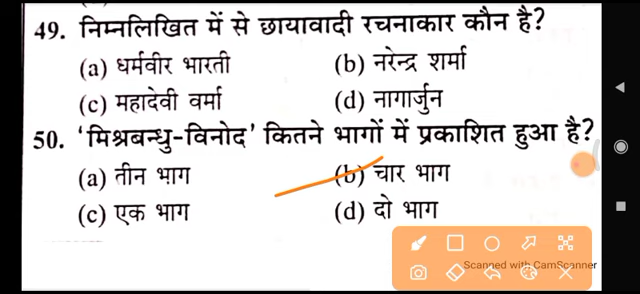 49. निम्नलिखित में से छायावादी रचनाकार कौन है?
(a) धर्मवीर भारती (b) नरेन्द्र शर्मा
(c) महादेवी वर्मा (d) नागार्जुन
50. 'मिश्रबन्धु-विनोद' कितने भागों में प्रकाशित हुआ है?
(a) तीन भाग (b) चार भाग
(c) एक भाग (d) दो भाग
Scanned with CamScanner